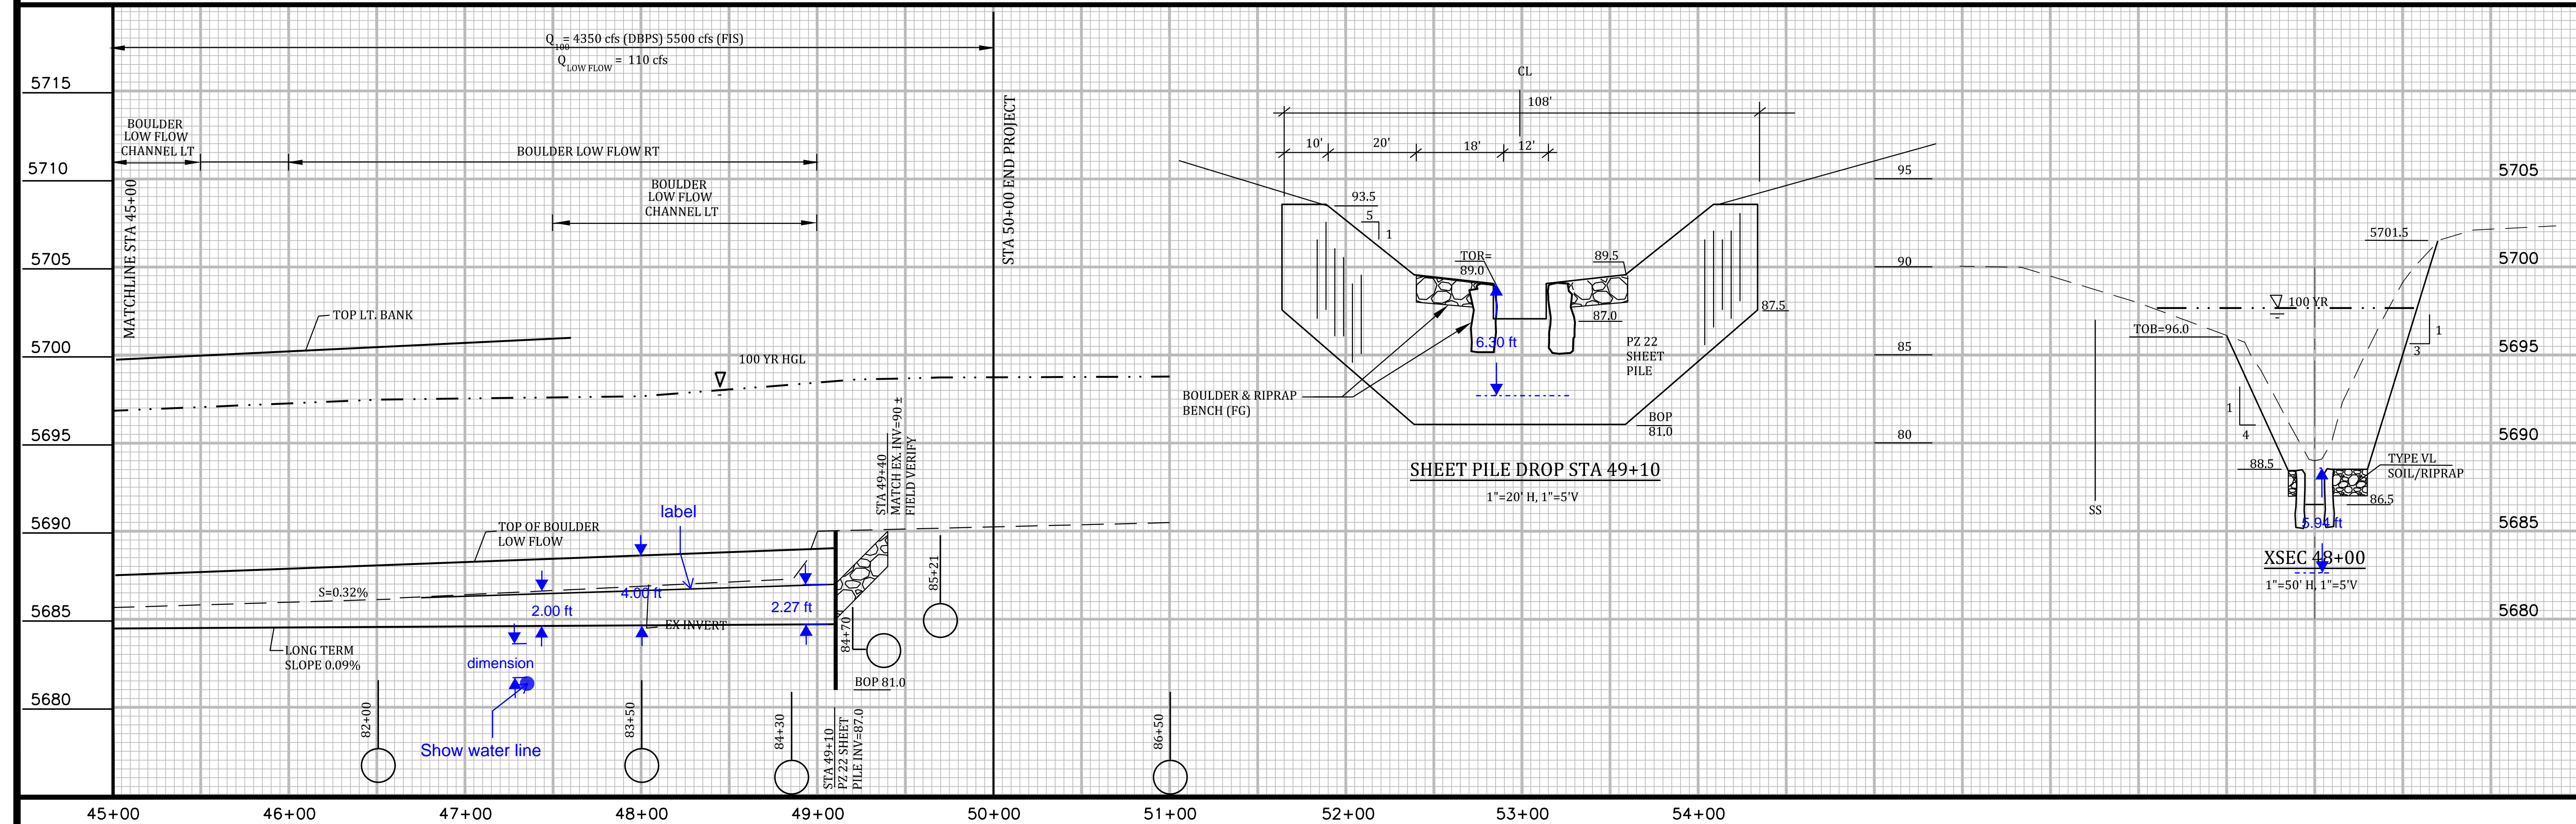 Q100 = 4350 cfs (DBPS) 5500 cfs (FIS)
QLOW FLOW = 110 cfs
5715
5710
5705
5700
5695
5690
5685
5680
BOULDER
LOW FLOW
CHANNEL LT
BOULDER LOW FLOW RT
BOULDER
LOW FLOW
CHANNEL LT
MATCHLINE STA 45+00
STA 50+00 END PROJECT
TOP LT. BANK
100 YR HGL
STA 49+40
MATCH EX. INV=90 ±
FIELD VERIFY
label
TOP OF BOULDER
LOW FLOW
S=0.32%
2.00 ft
4.00 ft
2.27 ft
EX INVERT
LONG TERM
SLOPE 0.09%
dimension
Show water line
84+70
85+21
BOP 81.0
82+00
83+50
84+30
STA 49+10
PZ 22 SHEET
PILE INV=87.0
86+50
45+00
46+00
47+00
48+00
49+00
50+00
51+00
52+00
53+00
54+00
CL
108'
10'
20'
18'
12'
93.5
5
1
TOR=
89.0
89.5
87.0
87.5
6.30 ft
PZ 22
SHEET
PILE
BOULDER & RIPRAP
BENCH (FG)
BOP
81.0
SHEET PILE DROP STA 49+10
1"=20' H, 1"=5'V
95
90
85
80
5701.5
100 YR
TOB=96.0
1
3
1
4
88.5
TYPE VL
SOIL/RIPRAP
86.5
SS
5.94 ft
XSEC 48+00
1"=50' H, 1"=5'V
5705
5700
5695
5690
5685
5680